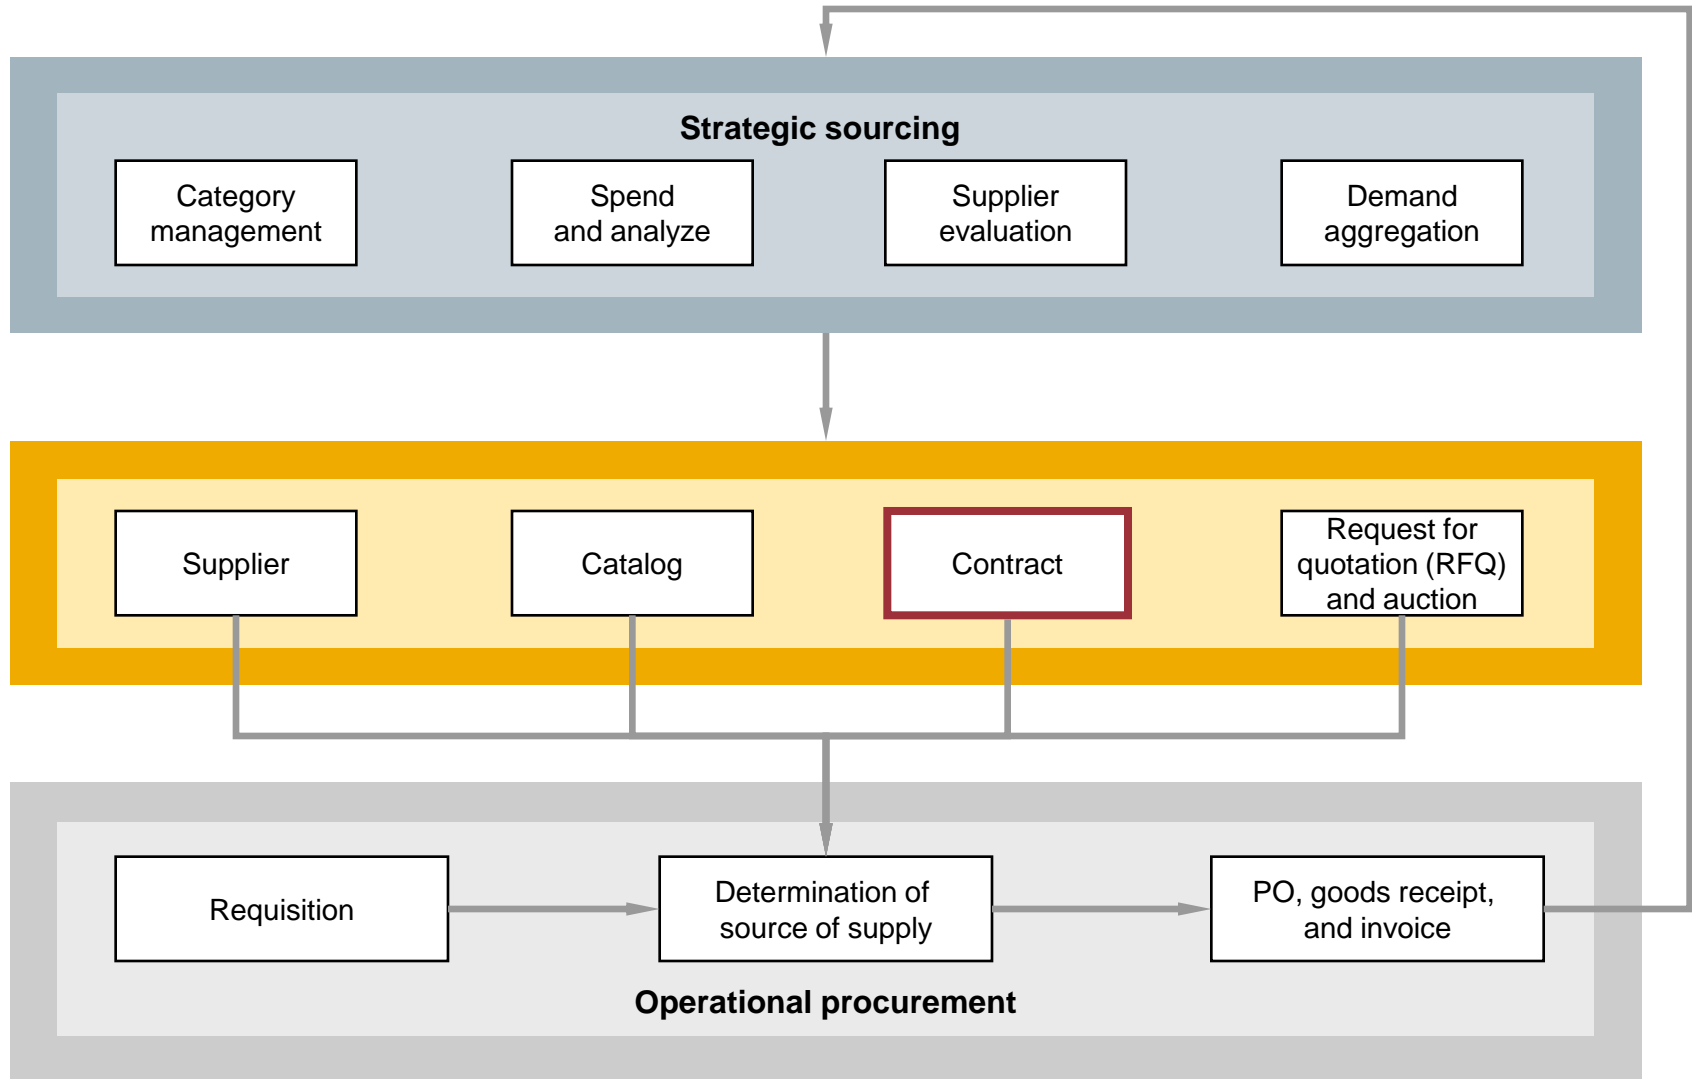 Strategic sourcing
Category
management
Spend
and analyze
Supplier
evaluation
Demand
aggregation
Supplier
Catalog
Contract
Request for
quotation (RFQ)
and auction
Requisition
Determination of
source of supply
PO, goods receipt,
and invoice
Operational procurement